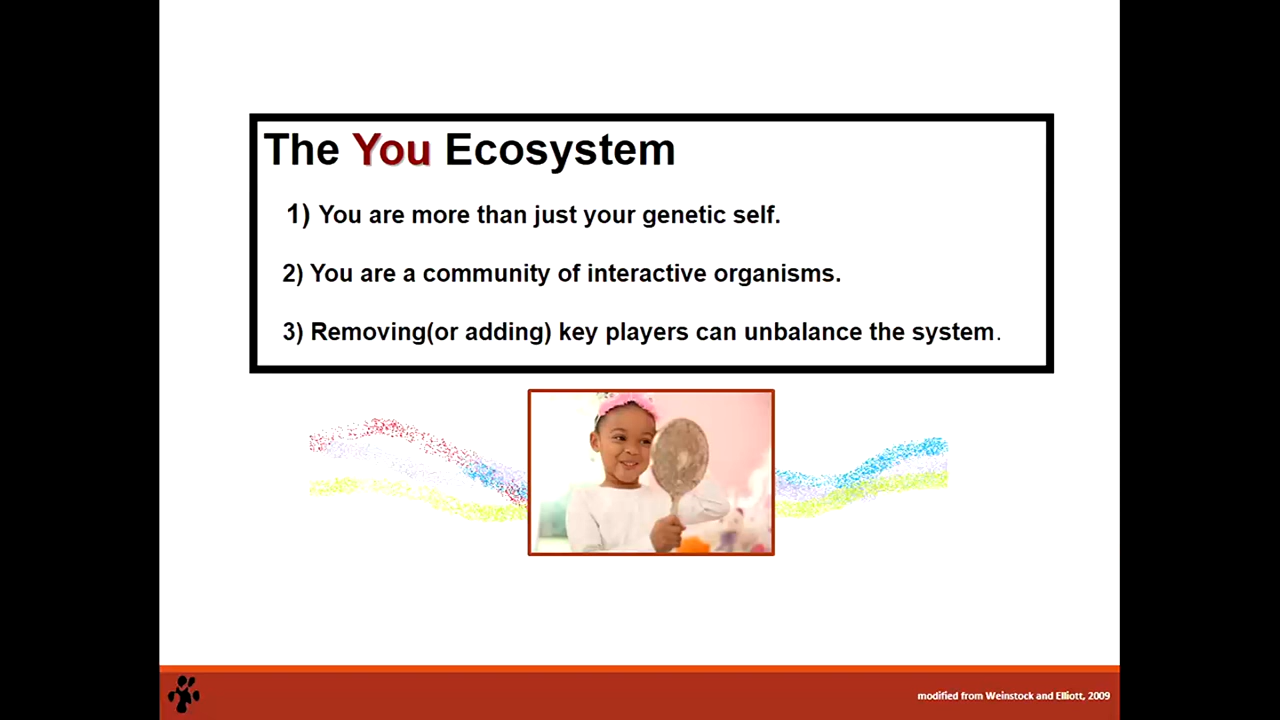 The You Ecosystem
1) You are more than just your genetic self.
2) You are a community of interactive organisms.
3) Removing(or adding) key players can unbalance the system.
modified from Weinstock and Elliott, 2009